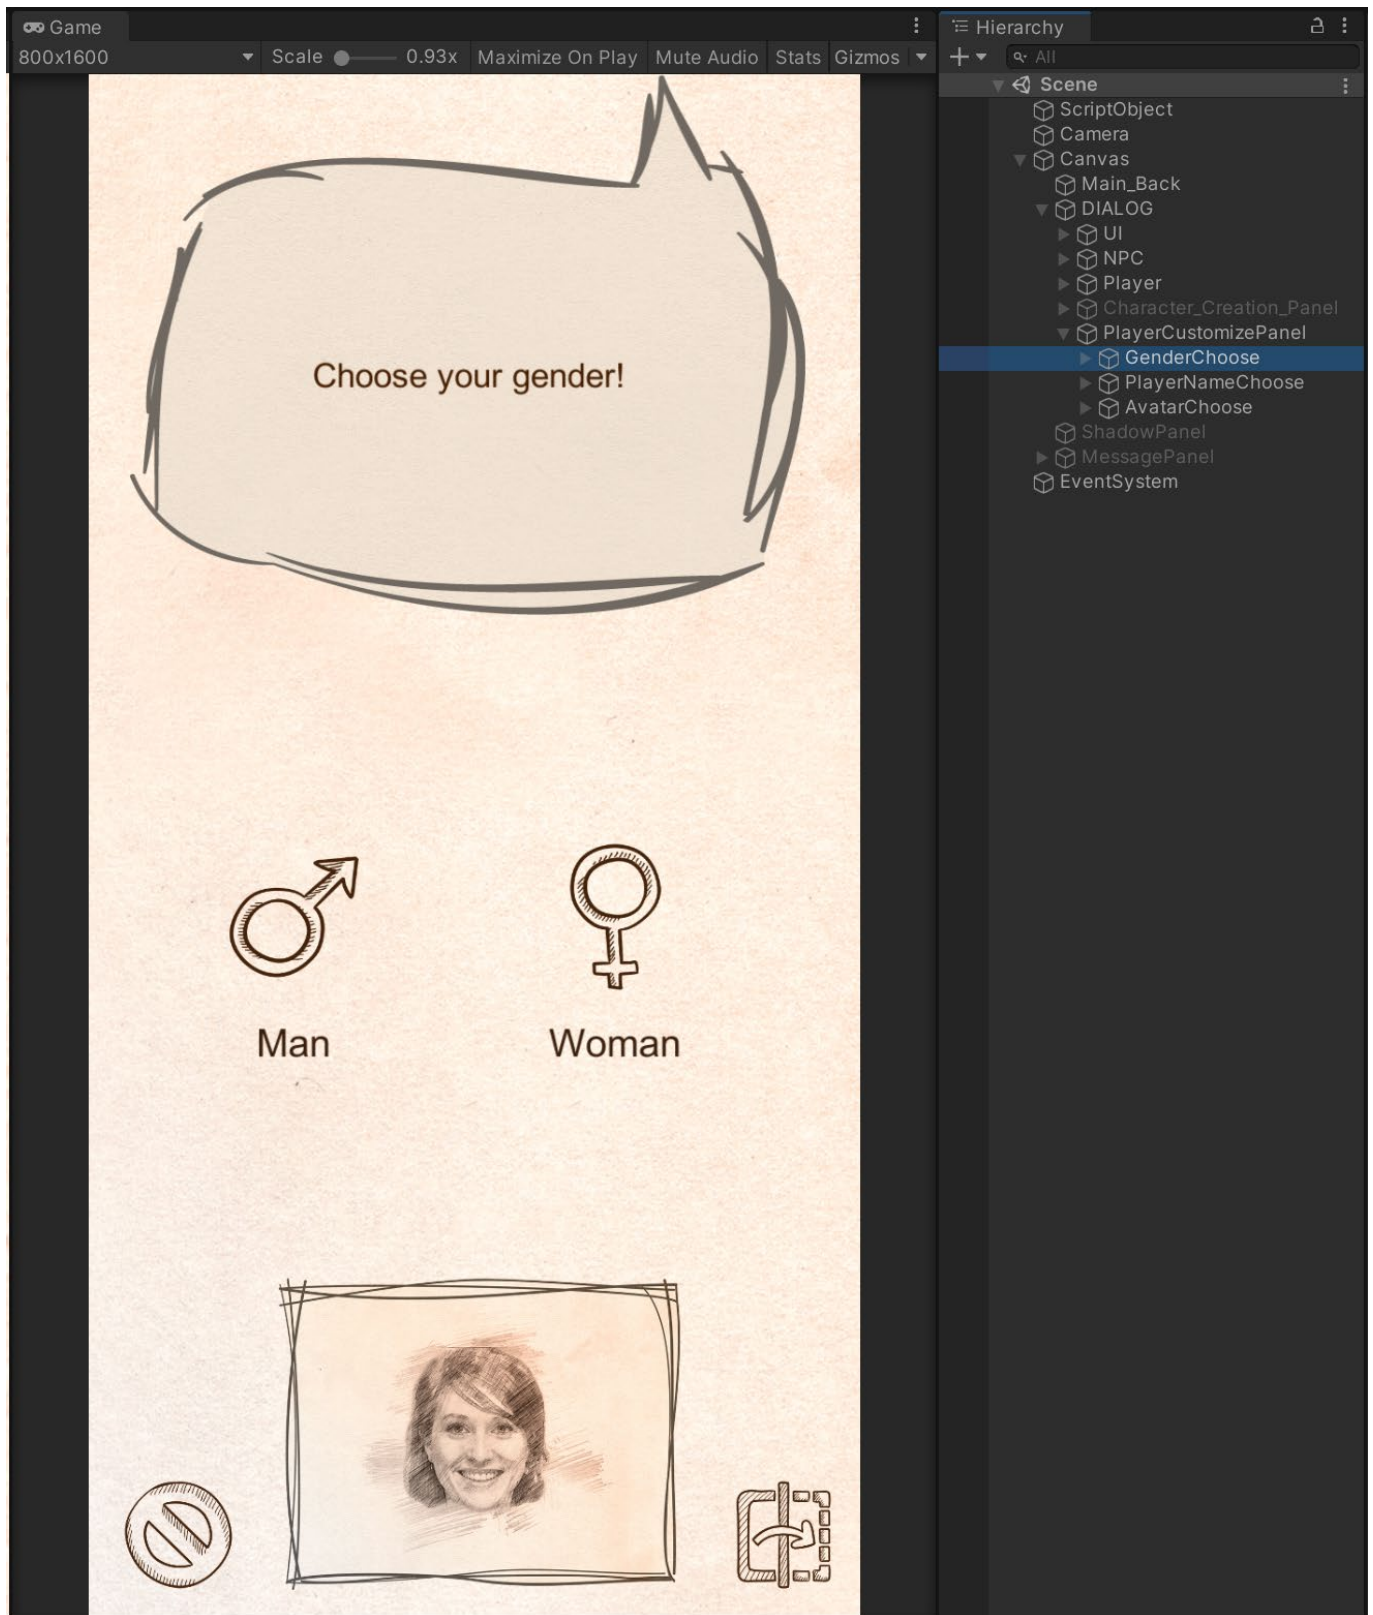 Game
Hierarchy
800x1600
Scale
0.93x
Maximize On Play
Mute Audio
Stats
Gizmos
All
Scene
ScriptObject
Camera
Canvas
Main_Back
DIALOG
UI
NPC
Player
Character_Creation_Panel
PlayerCustomizePanel
GenderChoose
PlayerNameChoose
AvatarChoose
ShadowPanel
MessagePanel
EventSystem
Choose your gender!
Man
Woman